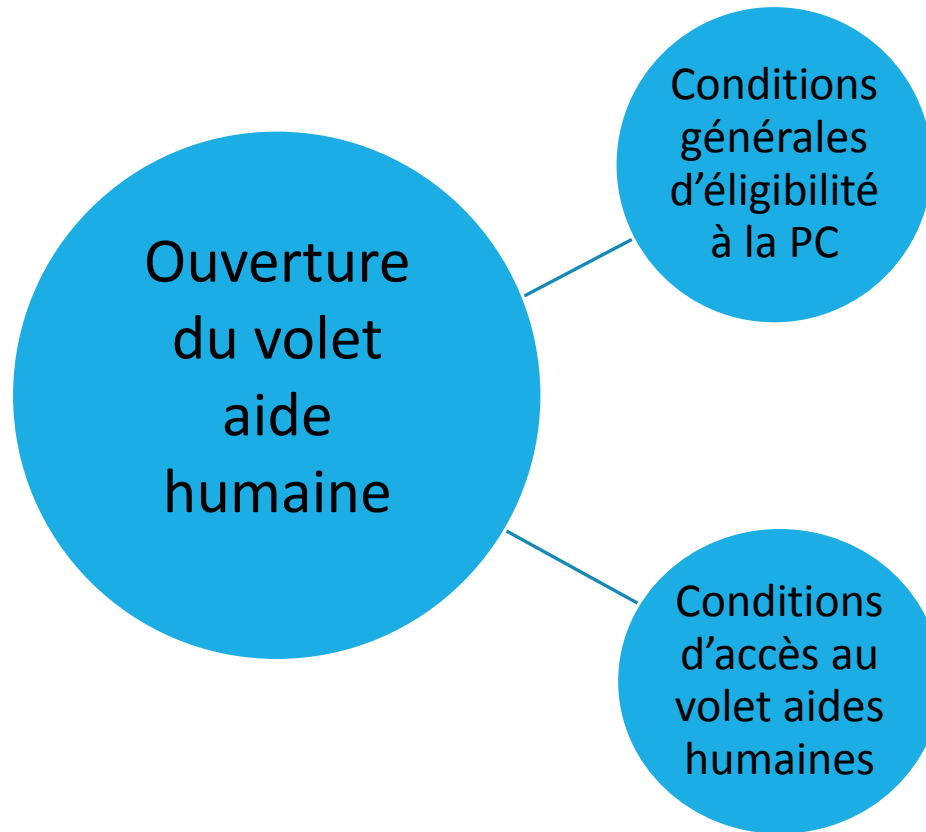 Ouverture
du volet
aide
humaine
Conditions
générales
d’éligibilité
à la PC
Conditions
d’accès au
volet aides
humaines